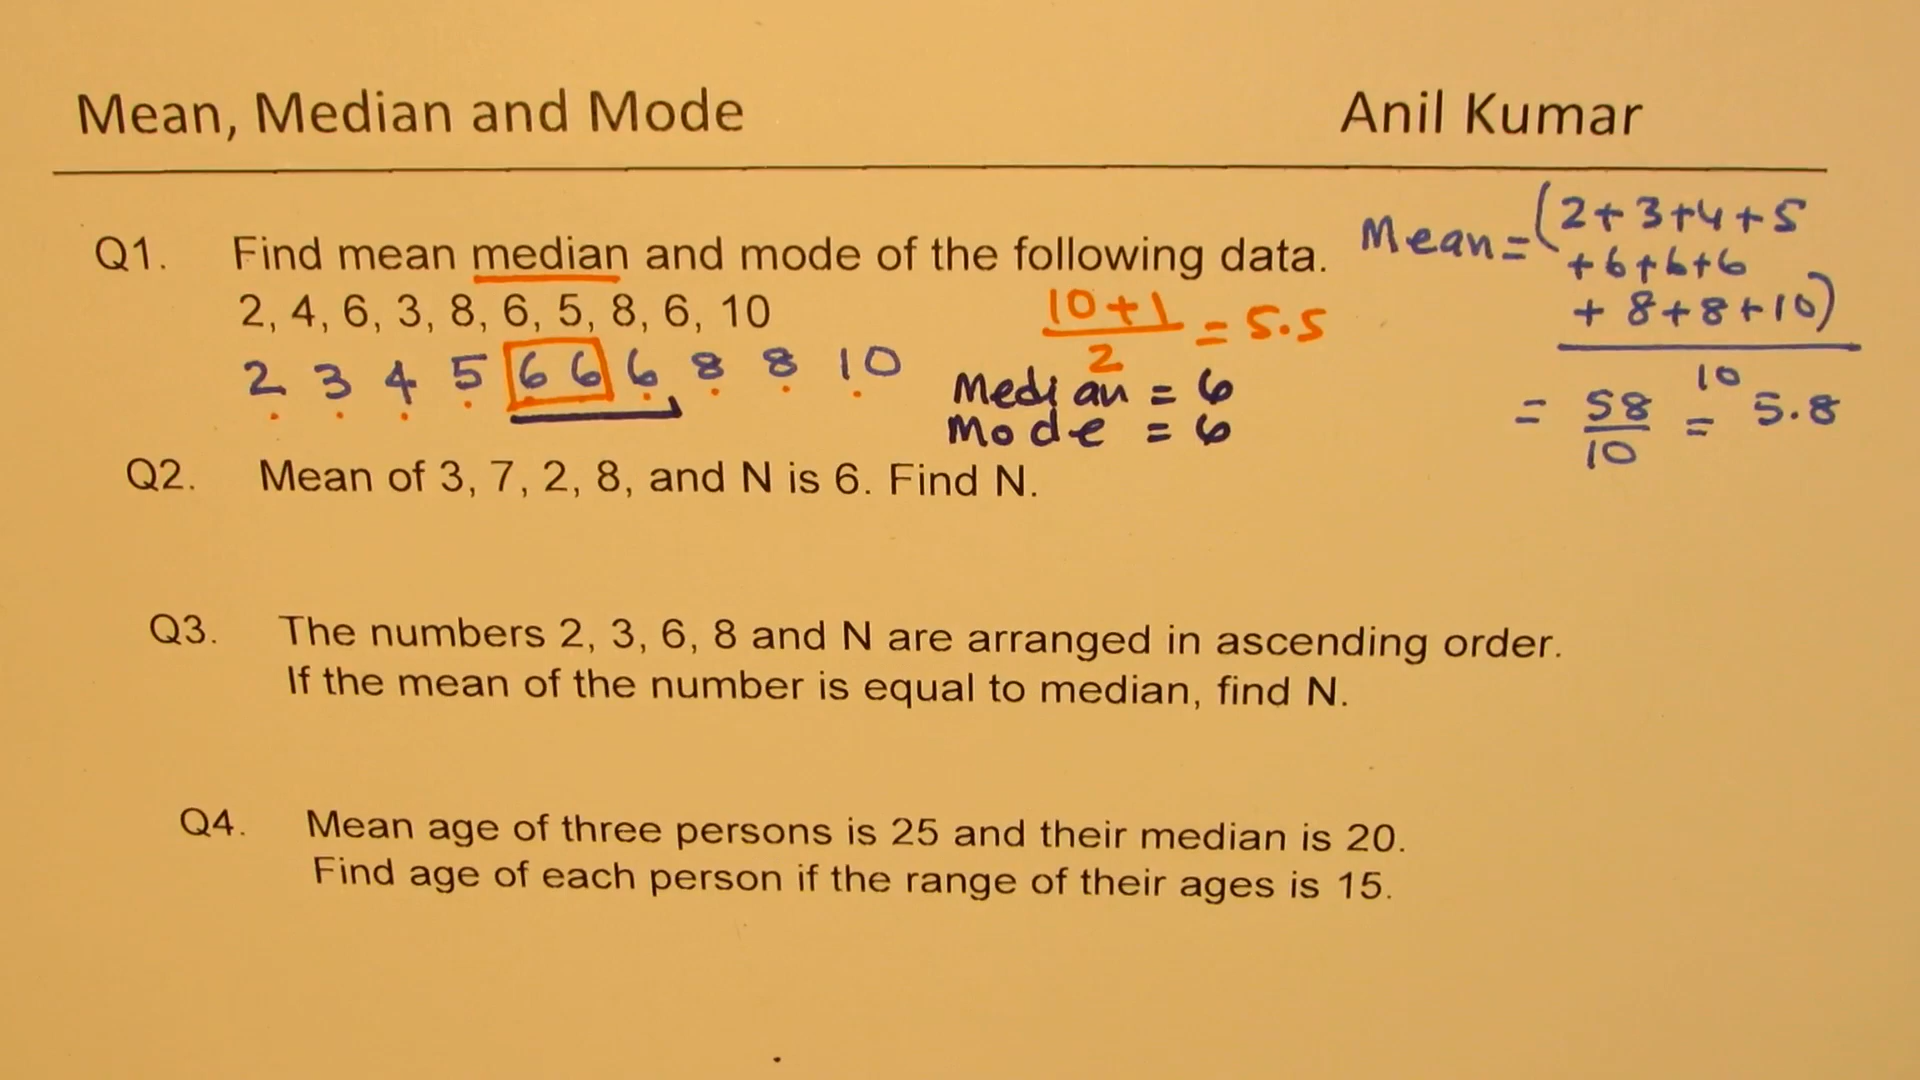 Mean, Median and Mode Anil Kumar
Q1. Find mean median and mode of the following data.
2, 4, 6, 3, 8, 6, 5, 8, 6, 10
2 3 4 5 6 6 6 8 8 10
10+1
2
= 5.5
Median = 6
Mode = 6
Mean = (2+3+4+5
+6+6+6
+ 8+8+10)
10
= 58
10
= 5.8
Q2. Mean of 3, 7, 2, 8, and N is 6. Find N.
Q3. The numbers 2, 3, 6, 8 and N are arranged in ascending order.
If the mean of the number is equal to median, find N.
Q4. Mean age of three persons is 25 and their median is 20.
Find age of each person if the range of their ages is 15.